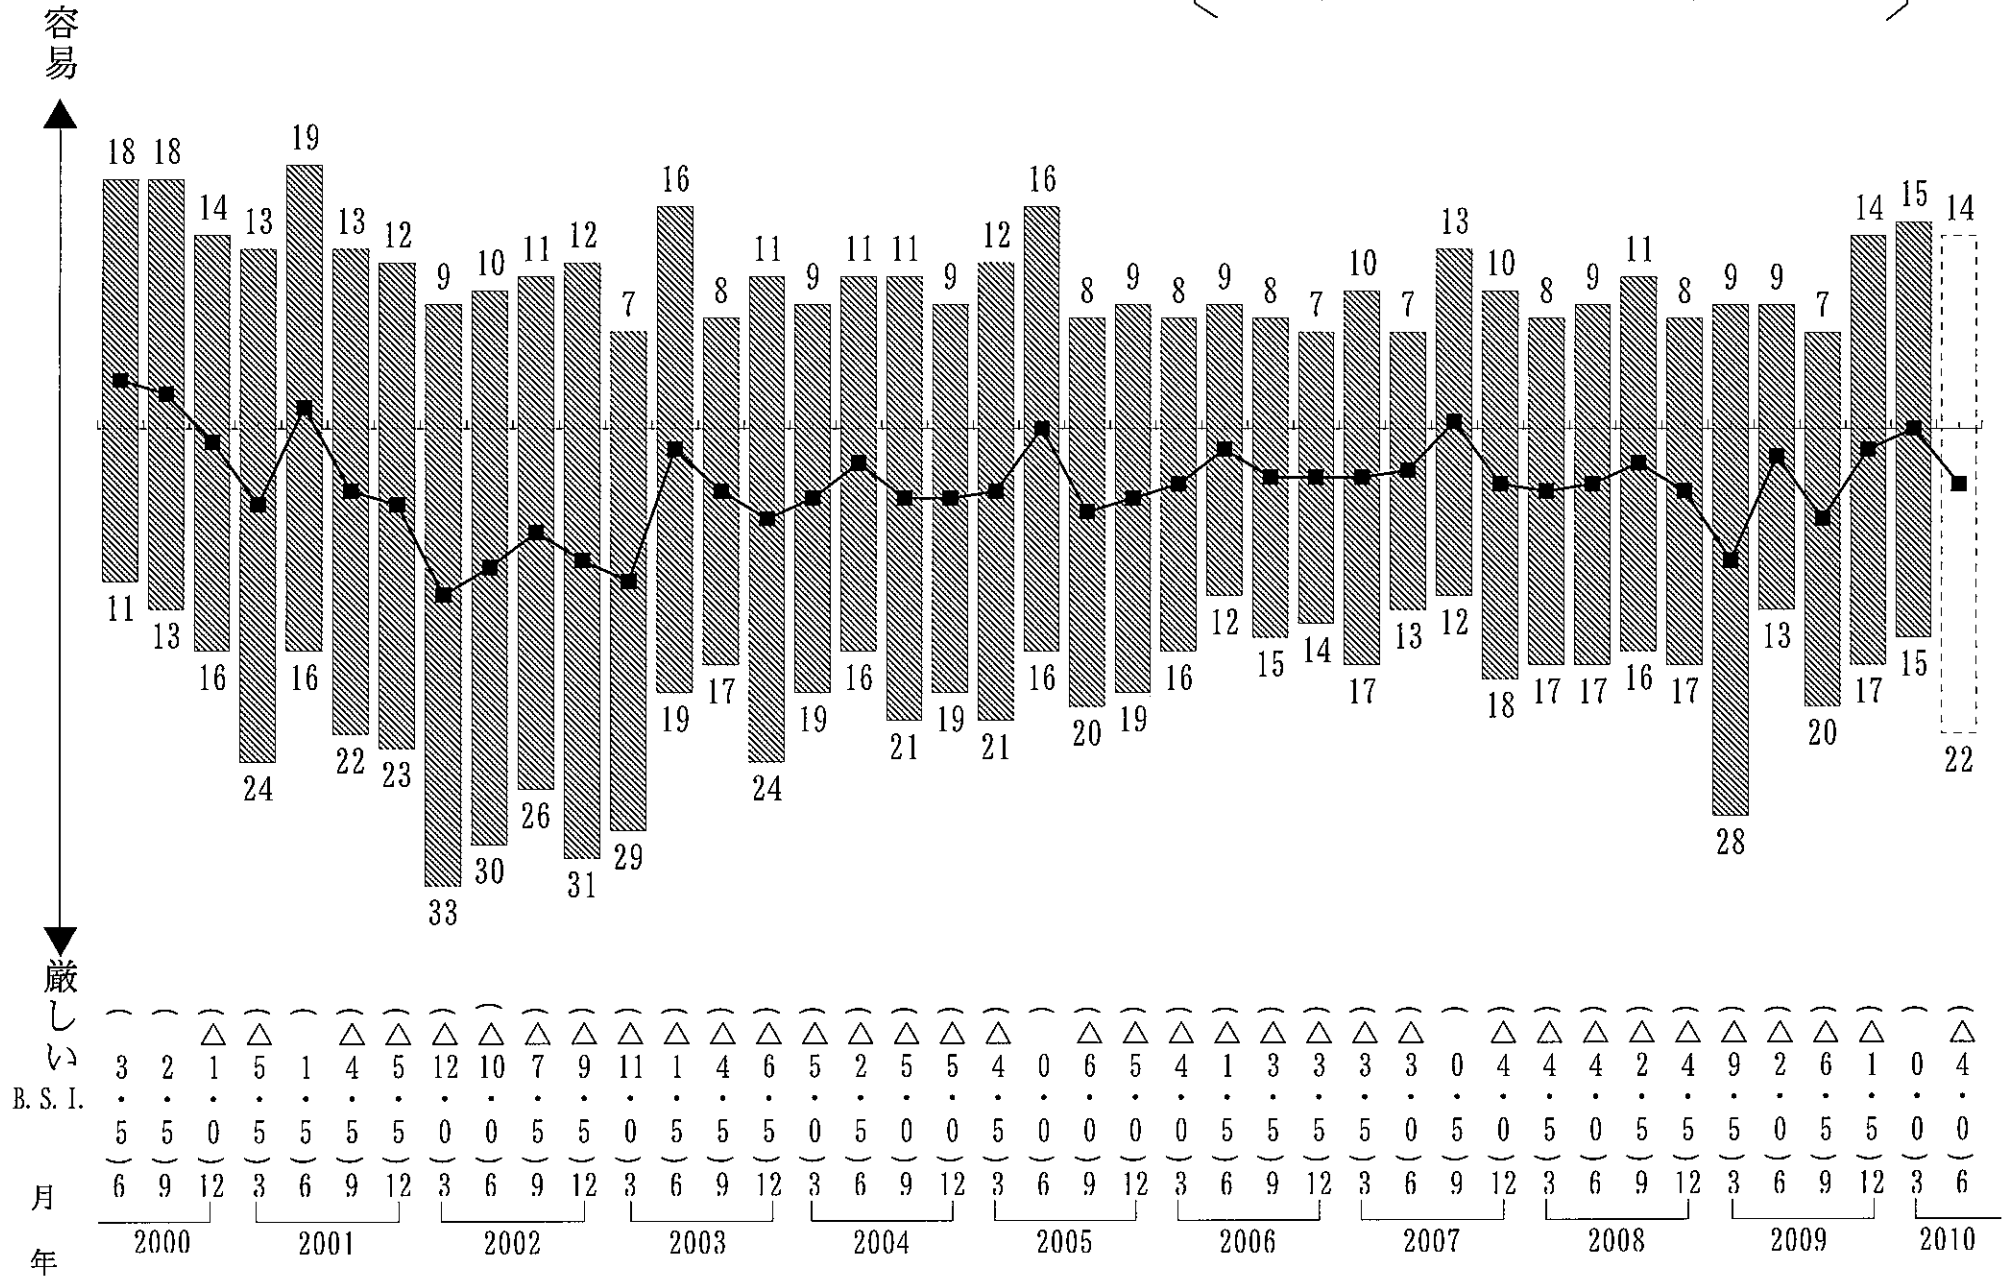 容易
18 18 14 13 19 13 12 9 10 11 12 7 16 8 11 9 11 11 9 12 16 8 9 8 9 8 7 10 7 13 10 8 9 11 8 9 9 7 14 15 14
11 13 16 24 16 22 23 33 30 26 31 29 19 17 24 19 16 21 19 21 16 20 19 16 12 15 14 17 13 12 18 17 17 16 17 28 13 20 17 15 22
厳しい
B.S.I. (3.5) (2.5) (△1.0) (△5.5) (1.5) (△4.5) (△5.5) (△12.0) (△10.0) (△7.5) (△9.5) (△11.0) (△1.5) (△4.5) (△6.5) (△5.0) (△2.5) (△5.0) (△5.0) (△4.5) (0.0) (△6.0) (△5.0) (△4.0) (△1.5) (△3.5) (△3.5) (△3.5) (△3.0) (0.5) (△4.0) (△4.5) (△4.0) (△2.5) (△4.5) (△9.5) (△2.0) (△6.5) (△1.5) (0.0) (△4.0)
月 6 9 12 3 6 9 12 3 6 9 12 3 6 9 12 3 6 9 12 3 6 9 12 3 6 9 12 3 6 9 12 3 6 9 12 3 6 9 12 3 6
年 2000 2001 2002 2003 2004 2005 2006 2007 2008 2009 2010